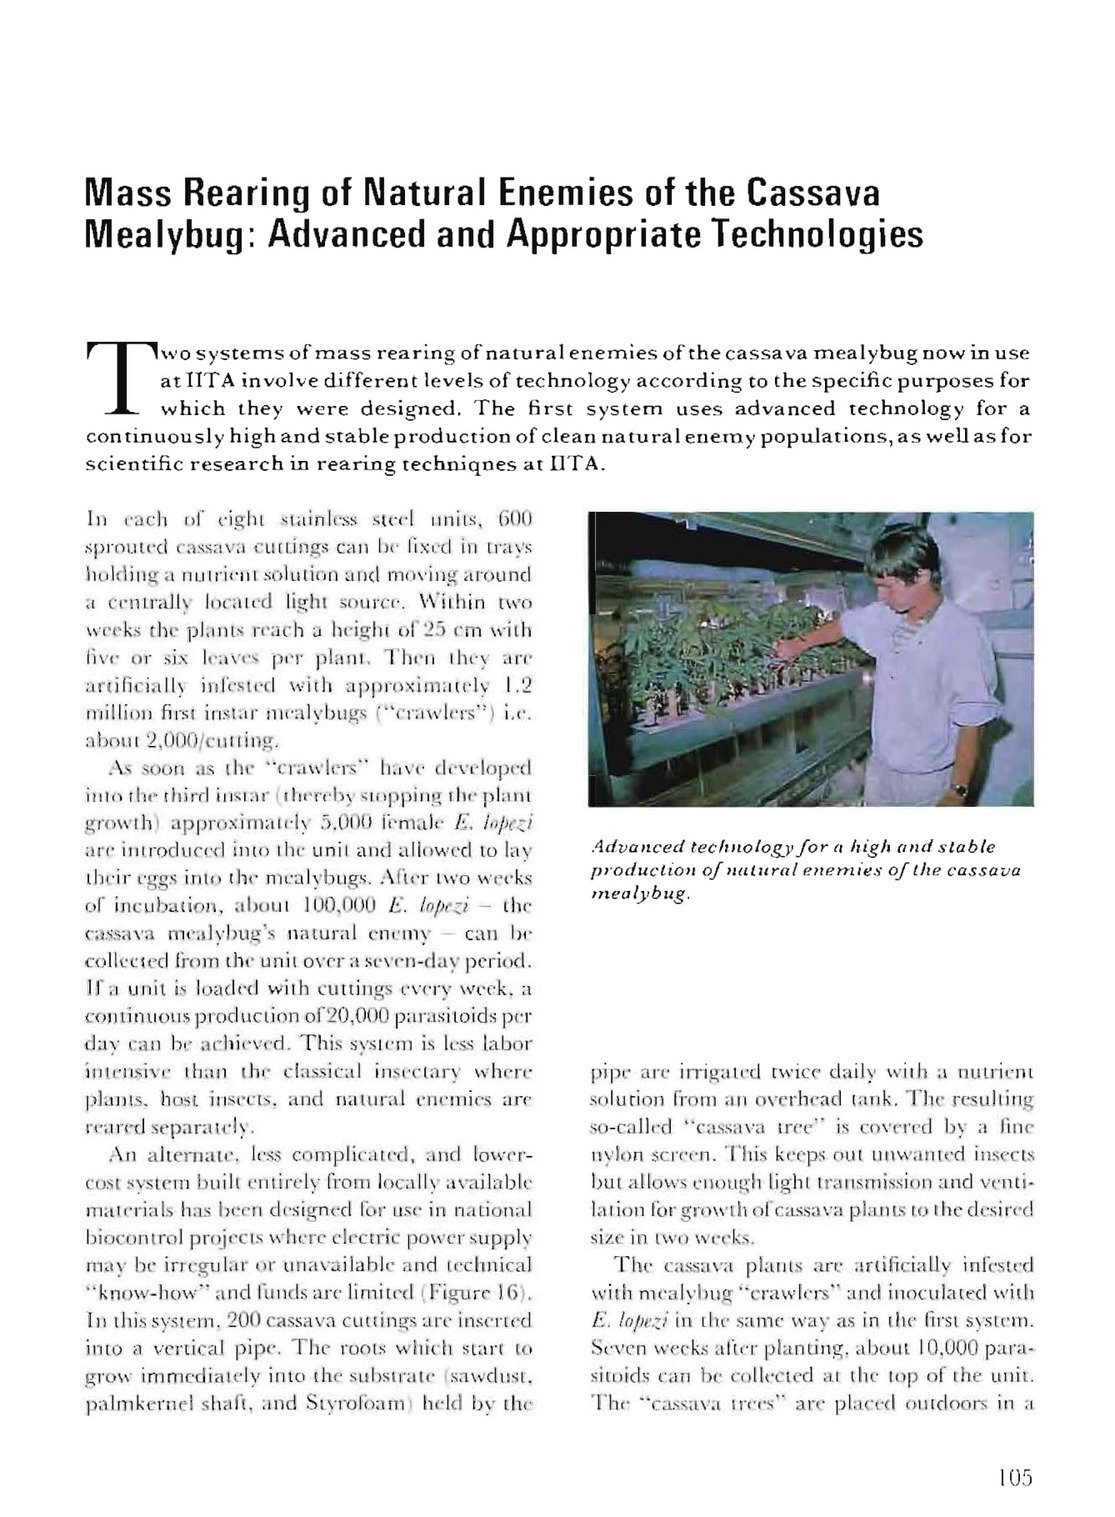 Mass Rearing of Natural Enemies of the Cassava
Mealybug: Advanced and Appropriate Technologies
Two systems of mass rearing of natural enemies of the cassava mealybug now in use
at IITA involve different levels of technology according to the specific purposes for
which they were designed. The first system uses advanced technology for a
continuously high and stable production of clean natural enemy populations, as well as for
scientific research in rearing techniqnes at IITA.
In each of eight stainless steel units, 600
sprouted cassava cuttings can be fixed in trays
holding a nutrient solution and moving around
a centrally located light source. Within two
weeks the plants reach a height of 25 cm with
five or six leaves per plant. Then they are
artificially infested with approximately 1.2
million first instar mealybugs ("crawlers") i.e.
about 2,000/cutting.
As soon as the "crawlers" have developed
into the third instar (thereby stopping the plant
growth) approximately 5,000 female E. lopezi
are introduced into the unit and allowed to lay
their eggs into the mealybugs. After two weeks
of incubation, about 100,000 E. lopezi – the
cassava mealybug's natural enemy – can be
collected from the unit over a seven-day period.
If a unit is loaded with cuttings every week, a
continuous production of 20,000 parasitoids per
day can be achieved. This system is less labor
intensive than the classical insectary where
plants, host insects, and natural enemies are
reared separately.
An alternate, less complicated, and lower-
cost system built entirely from locally available
materials has been designed for use in national
biocontrol projects where electric power supply
may be irregular or unavailable and technical
"know-how" and funds are limited (Figure 16).
In this system, 200 cassava cuttings are inserted
into a vertical pipe. The roots which start to
grow immediately into the substrate (sawdust,
palmkernel shaft, and Styrofoam) held by the
Advanced technology for a high and stable
production of natural enemies of the cassava
mealybug.
pipe are irrigated twice daily with a nutrient
solution from an overhead tank. The resulting
so-called "cassava tree" is covered by a fine
nylon screen. This keeps out unwanted insects
but allows enough light transmission and venti-
lation for growth of cassava plants to the desired
size in two weeks.
The cassava plants are artificially infested
with mealybug "crawlers" and inoculated with
E. lopezi in the same way as in the first system.
Seven weeks after planting, about 10,000 para-
sitoids can be collected at the top of the unit.
The "cassava trees" are placed outdoors in a
105